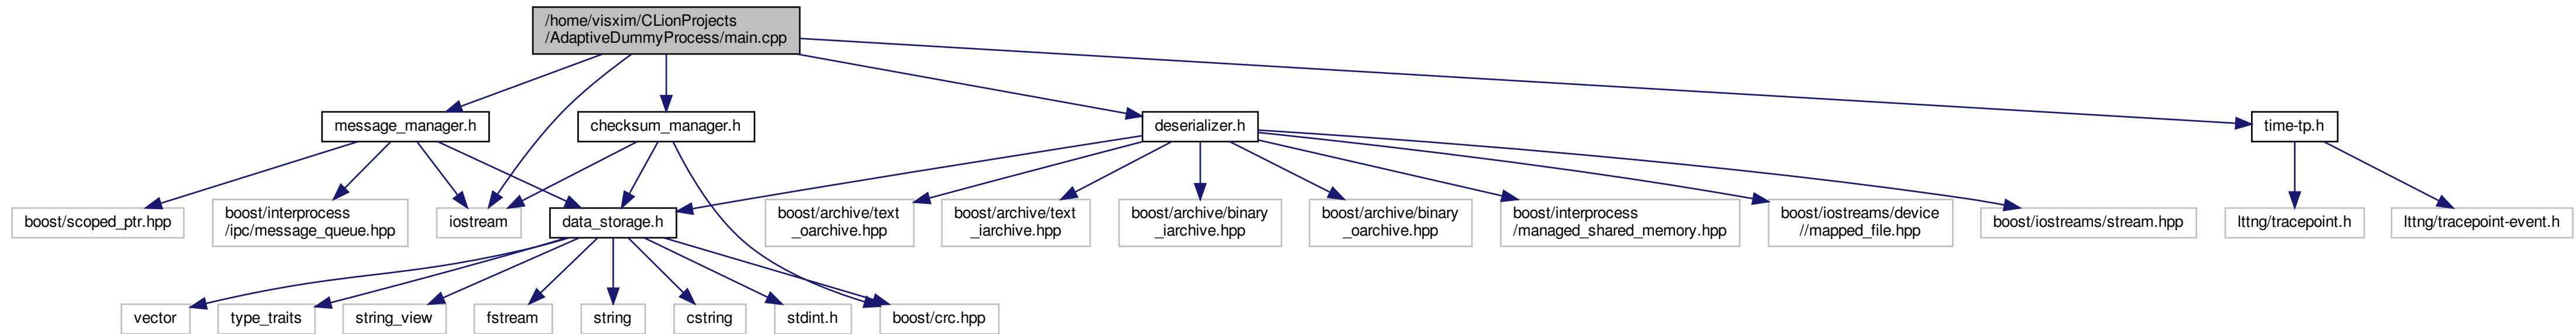 /home/visxim/CLionProjects
/AdaptiveDummyProcess/main.cpp
message_manager.h
checksum_manager.h
deserializer.h
time-tp.h
boost/scoped_ptr.hpp
boost/interprocess
/ipc/message_queue.hpp
iostream
data_storage.h
boost/archive/text
_oarchive.hpp
boost/archive/text
_iarchive.hpp
boost/archive/binary
_iarchive.hpp
boost/archive/binary
_oarchive.hpp
boost/interprocess
/managed_shared_memory.hpp
boost/iostreams/device
//mapped_file.hpp
boost/iostreams/stream.hpp
lttng/tracepoint.h
lttng/tracepoint-event.h
vector
type_traits
string_view
fstream
string
cstring
stdint.h
boost/crc.hpp